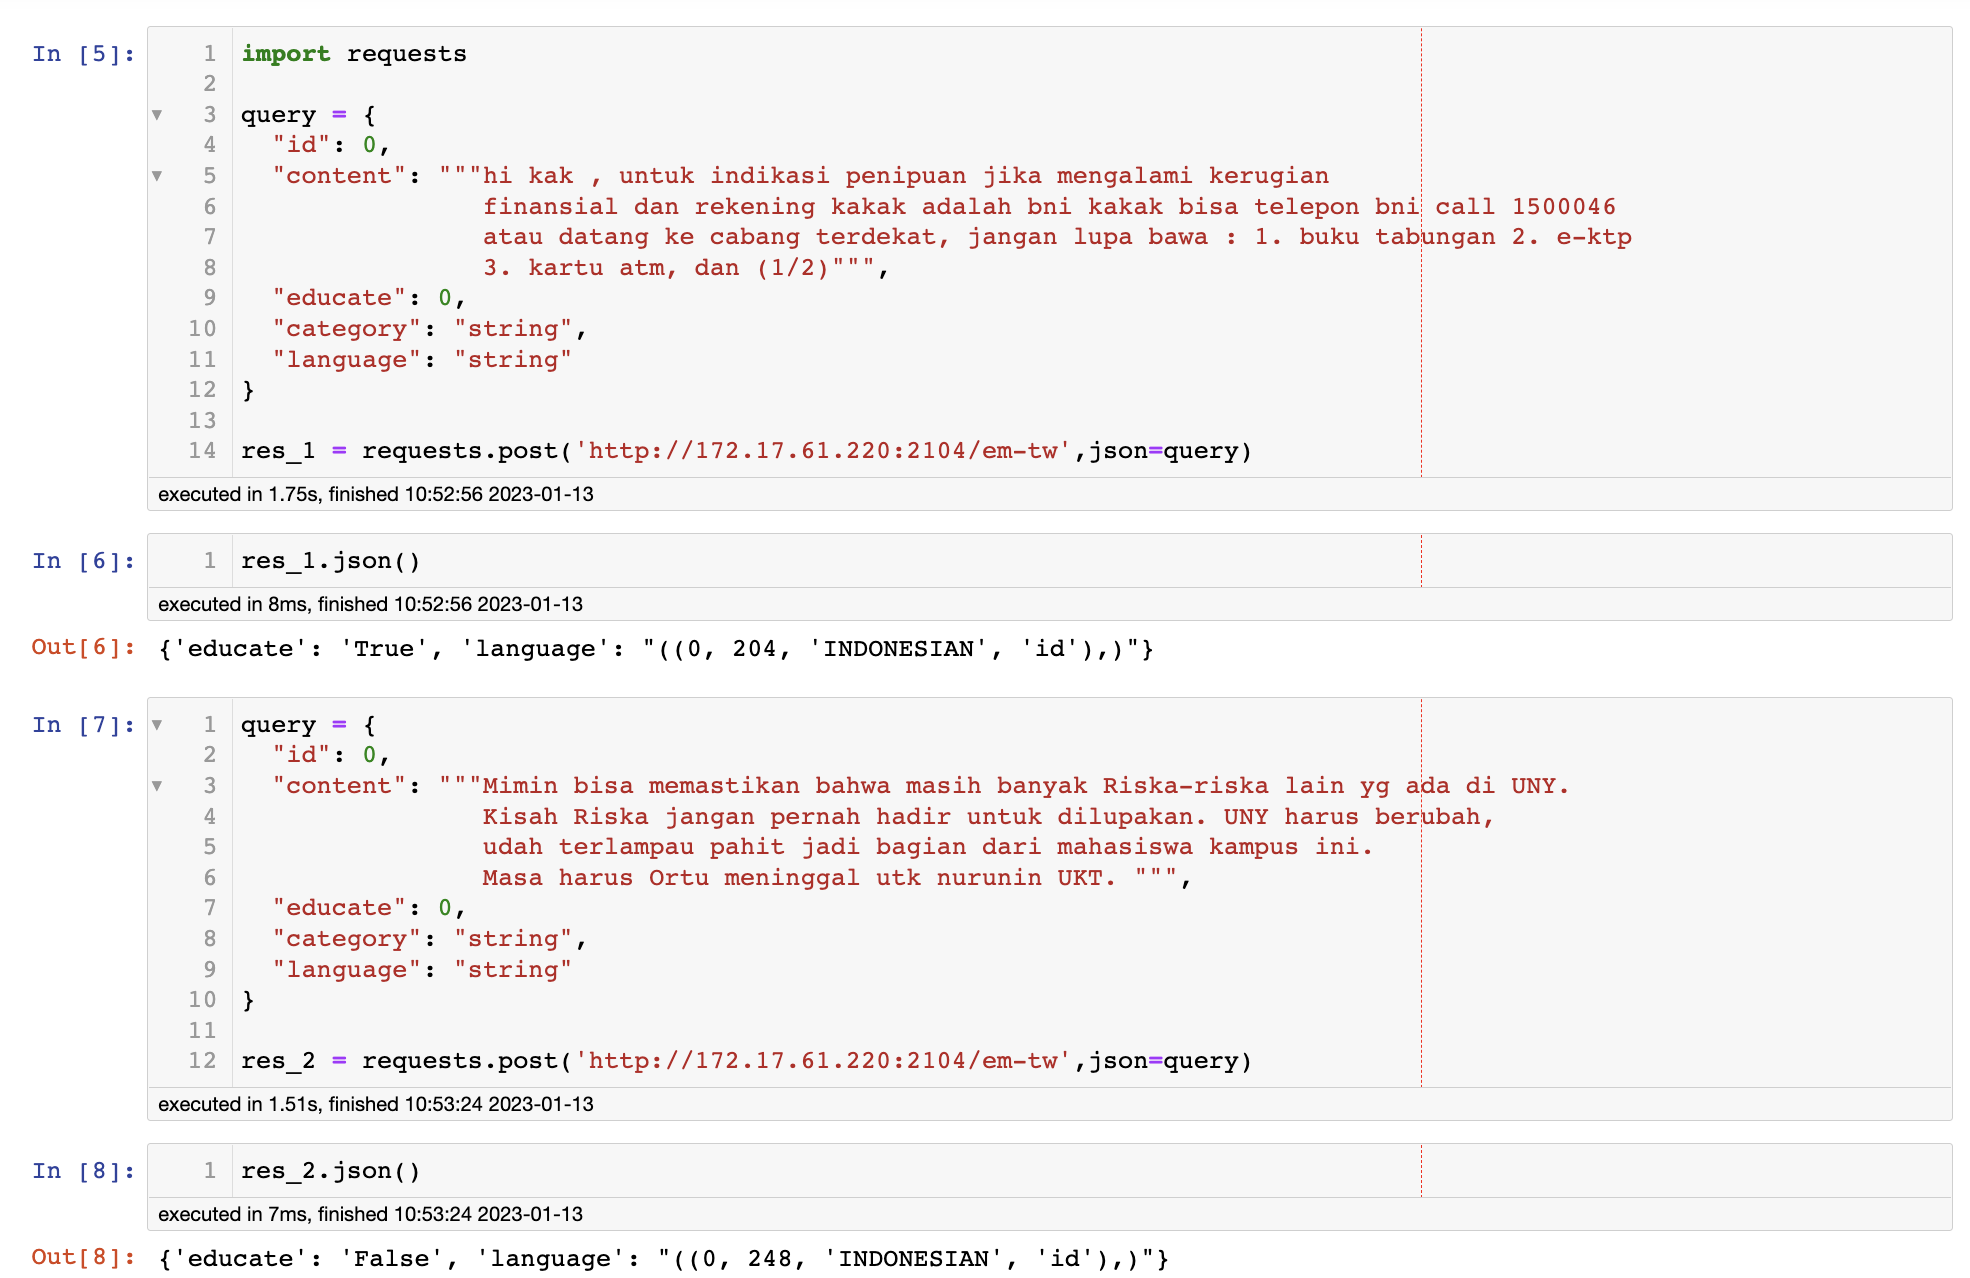 In [5]:
1 import requests
2
3 query = {
4   "id": 0,
5   "content": """hi kak , untuk indikasi penipuan jika mengalami kerugian
6                 finansial dan rekening kakak adalah bni kakak bisa telepon bni call 1500046
7                 atau datang ke cabang terdekat, jangan lupa bawa : 1. buku tabungan 2. e-ktp
8                 3. kartu atm, dan (1/2)""",
9   "educate": 0,
10   "category": "string",
11   "language": "string"
12 }
13
14 res_1 = requests.post('http://172.17.61.220:2104/em-tw',json=query)
executed in 1.75s, finished 10:52:56 2023-01-13
In [6]:
1 res_1.json()
executed in 8ms, finished 10:52:56 2023-01-13
Out[6]: {'educate': 'True', 'language': "((0, 204, 'INDONESIAN', 'id'),)"}
In [7]:
1 query = {
2   "id": 0,
3   "content": """Mimin bisa memastikan bahwa masih banyak Riska-riska lain yg ada di UNY.
4                 Kisah Riska jangan pernah hadir untuk dilupakan. UNY harus berubah,
5                 udah terlampau pahit jadi bagian dari mahasiswa kampus ini.
6                 Masa harus Ortu meninggal utk nurunin UKT. """,
7   "educate": 0,
8   "category": "string",
9   "language": "string"
10 }
11
12 res_2 = requests.post('http://172.17.61.220:2104/em-tw',json=query)
executed in 1.51s, finished 10:53:24 2023-01-13
In [8]:
1 res_2.json()
executed in 7ms, finished 10:53:24 2023-01-13
Out[8]: {'educate': 'False', 'language': "((0, 248, 'INDONESIAN', 'id'),)"}